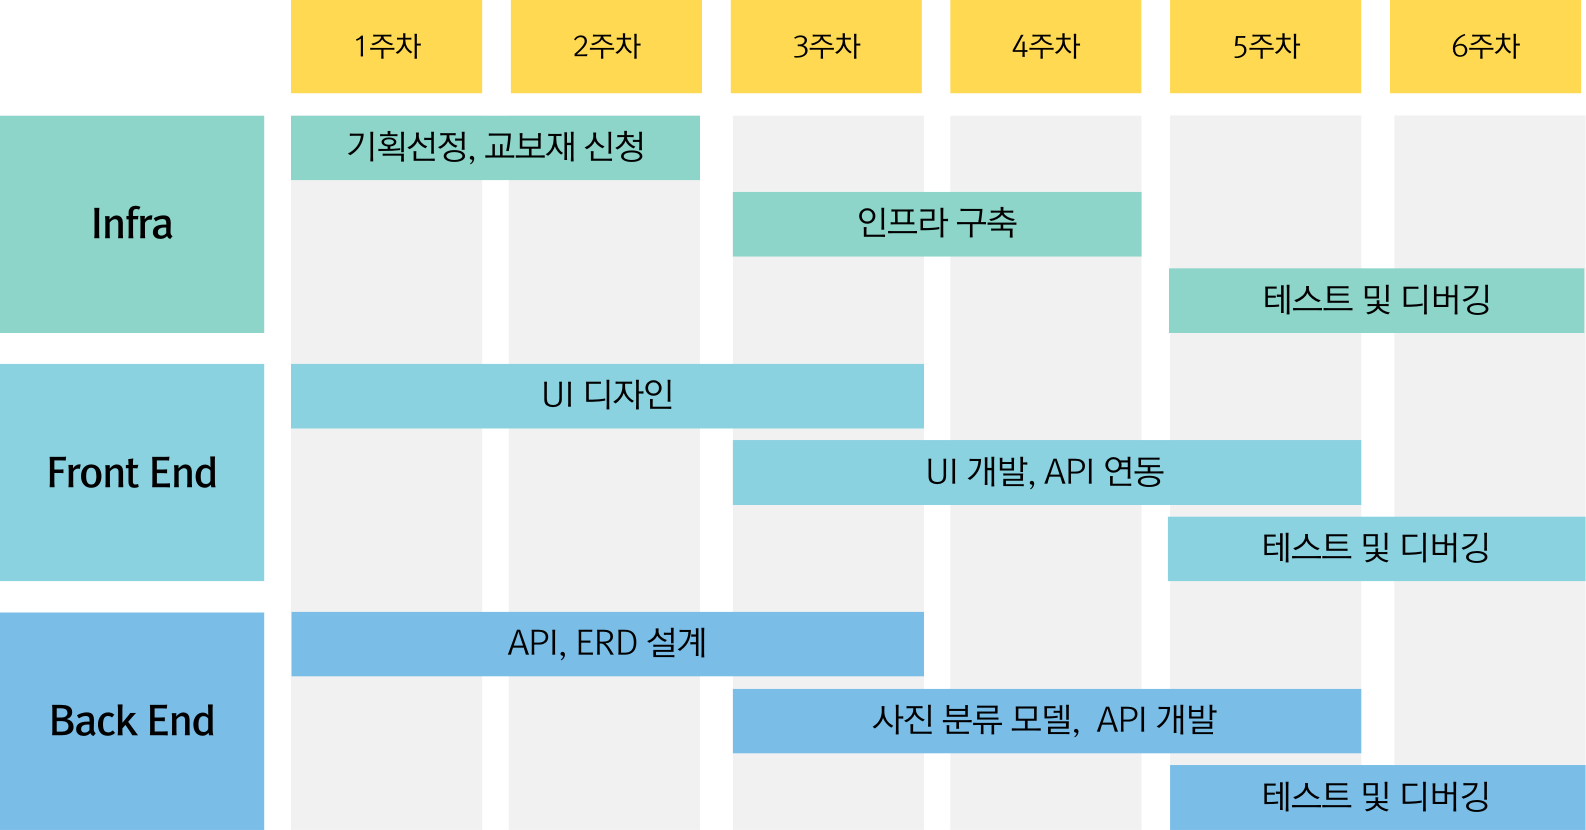 1주차 2주차 3주차 4주차 5주차 6주차
Infra
기획선정, 교보재 신청
인프라 구축
테스트 및 디버깅
Front End
UI 디자인
UI 개발, API 연동
테스트 및 디버깅
Back End
API, ERD 설계
사진 분류 모델, API 개발
테스트 및 디버깅